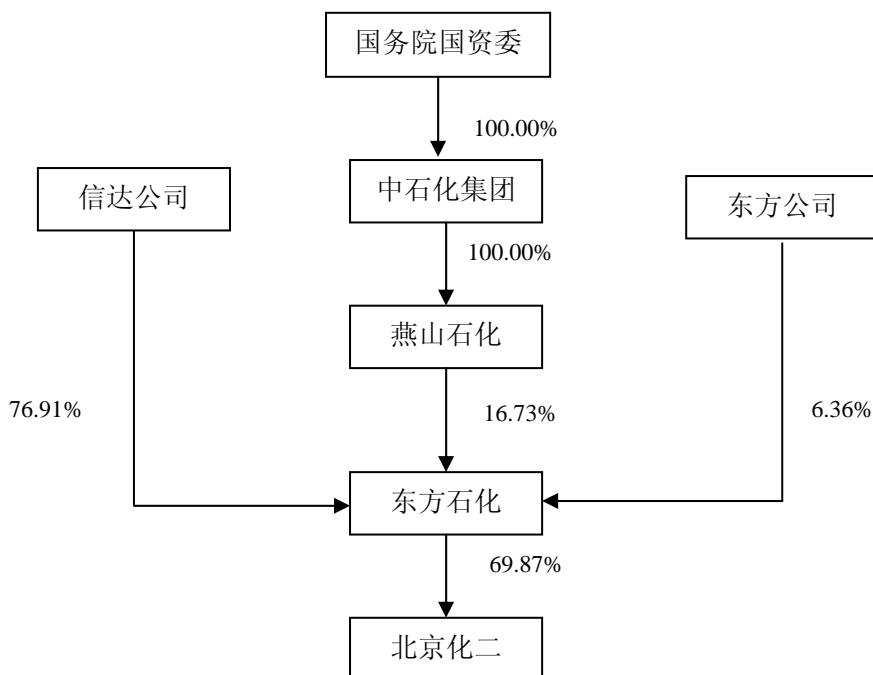 国务院国资委
100.00%
信达公司
中石化集团
东方公司
100.00%
燕山石化
76.91%
16.73%
6.36%
东方石化
69.87%
北京化二